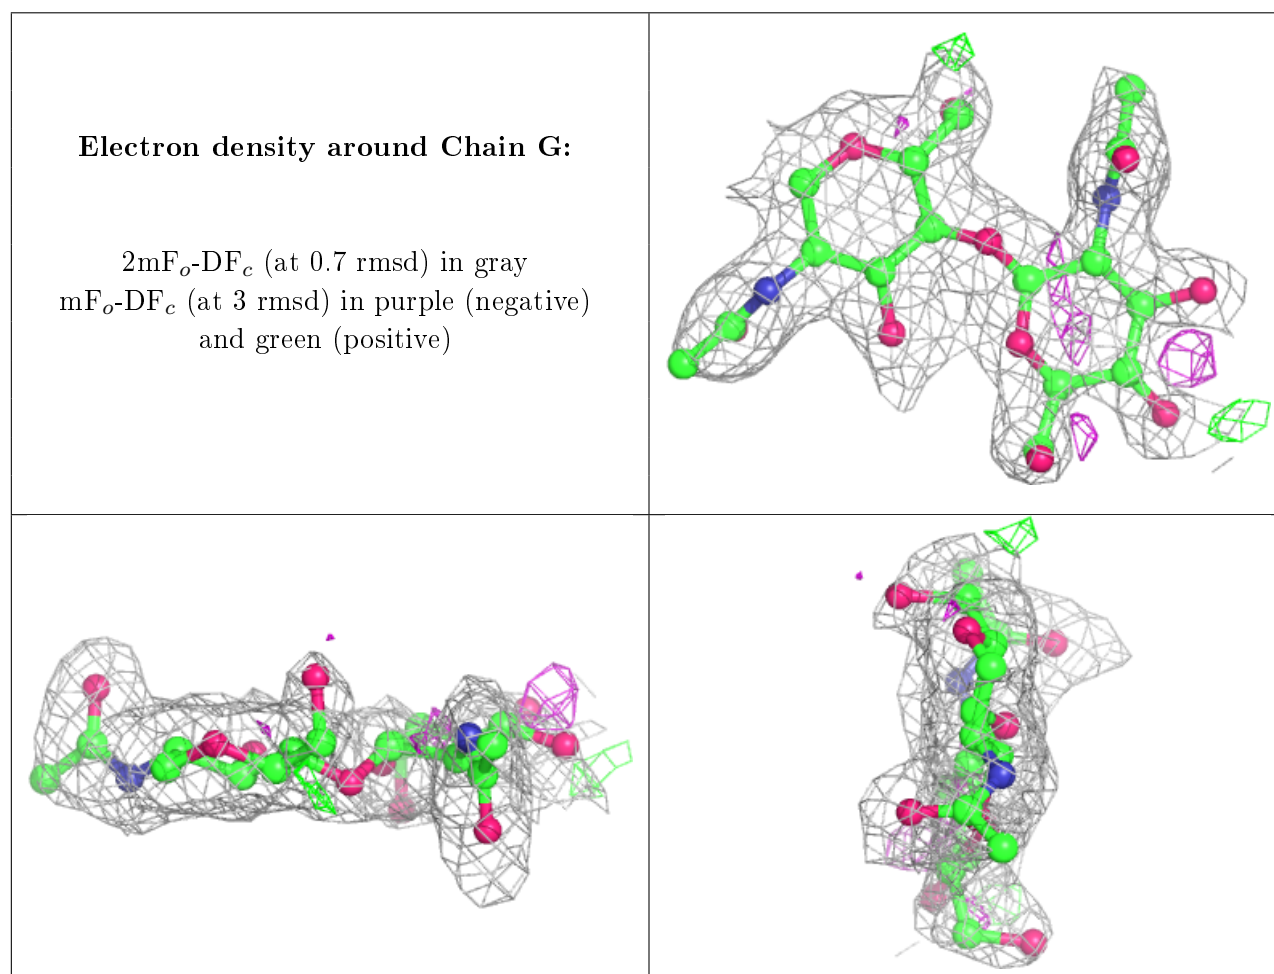 Electron density around Chain G:
2mFₒ-DF𝒸 (at 0.7 rmsd) in gray
mFₒ-DF𝒸 (at 3 rmsd) in purple (negative)
and green (positive)